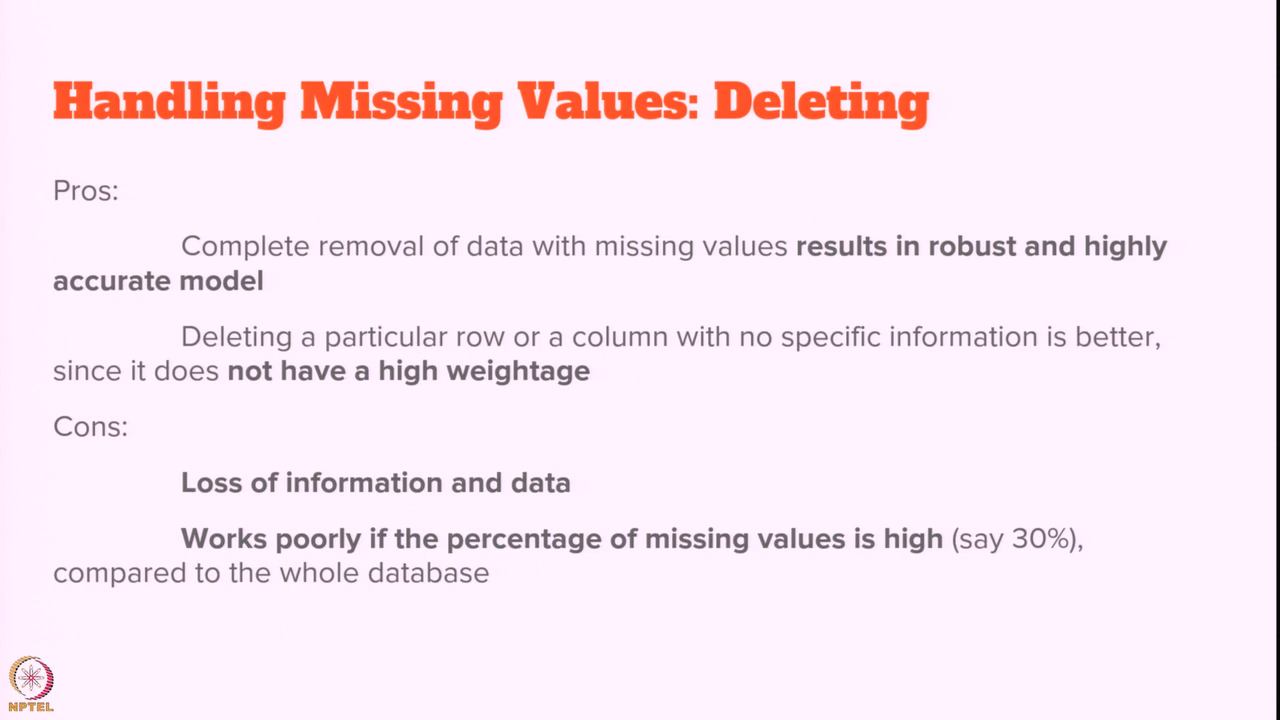 Handling Missing Values: Deleting
Pros:
Complete removal of data with missing values results in robust and highly
accurate model
Deleting a particular row or a column with no specific information is better,
since it does not have a high weightage
Cons:
Loss of information and data
Works poorly if the percentage of missing values is high (say 30%),
compared to the whole database
NPTEL